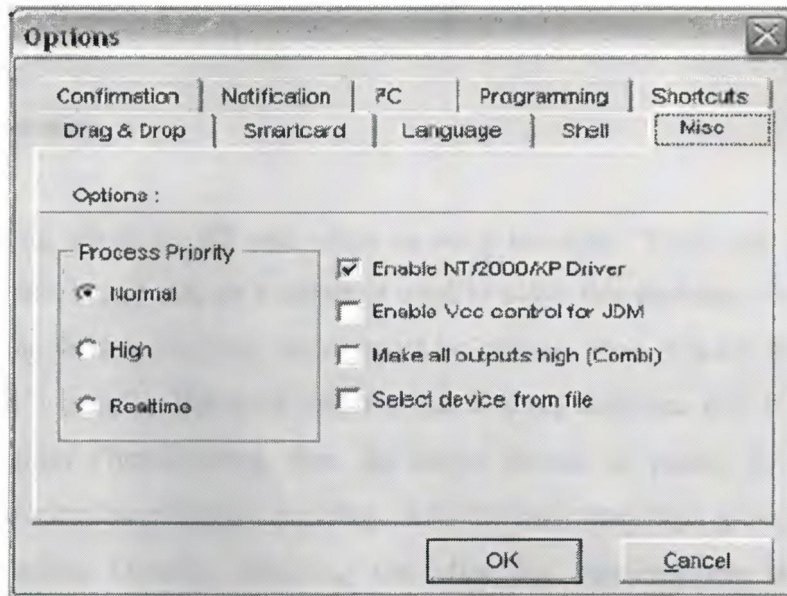 Options
Confirmation Notification I²C Programming Shortcuts
Drag & Drop Smartcard Language Shell Misc
Options :
Process Priority
Normal
High
Realtime
Enable NT/2000/XP Driver
Enable Vcc control for JDM
Make all outputs high (Combi)
Select device from file
OK Cancel